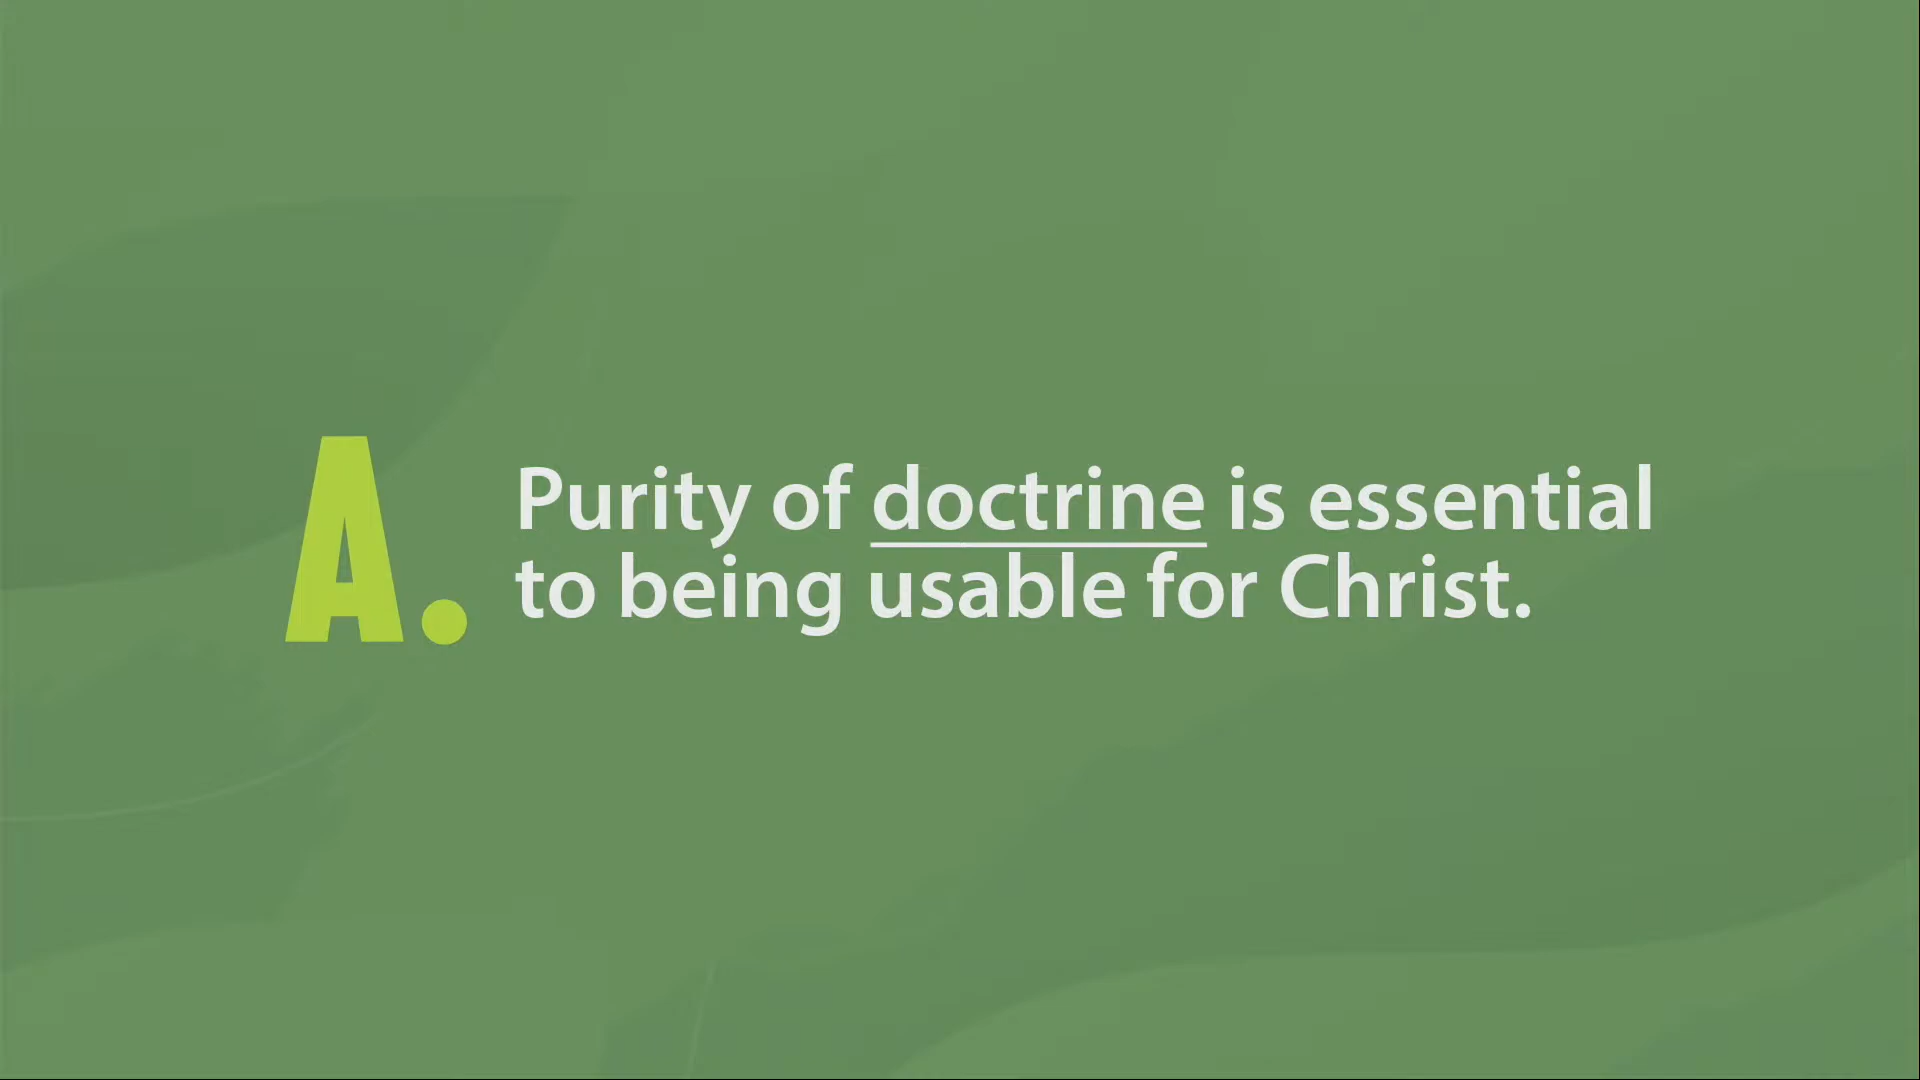 A. Purity of doctrine is essential
to being usable for Christ.